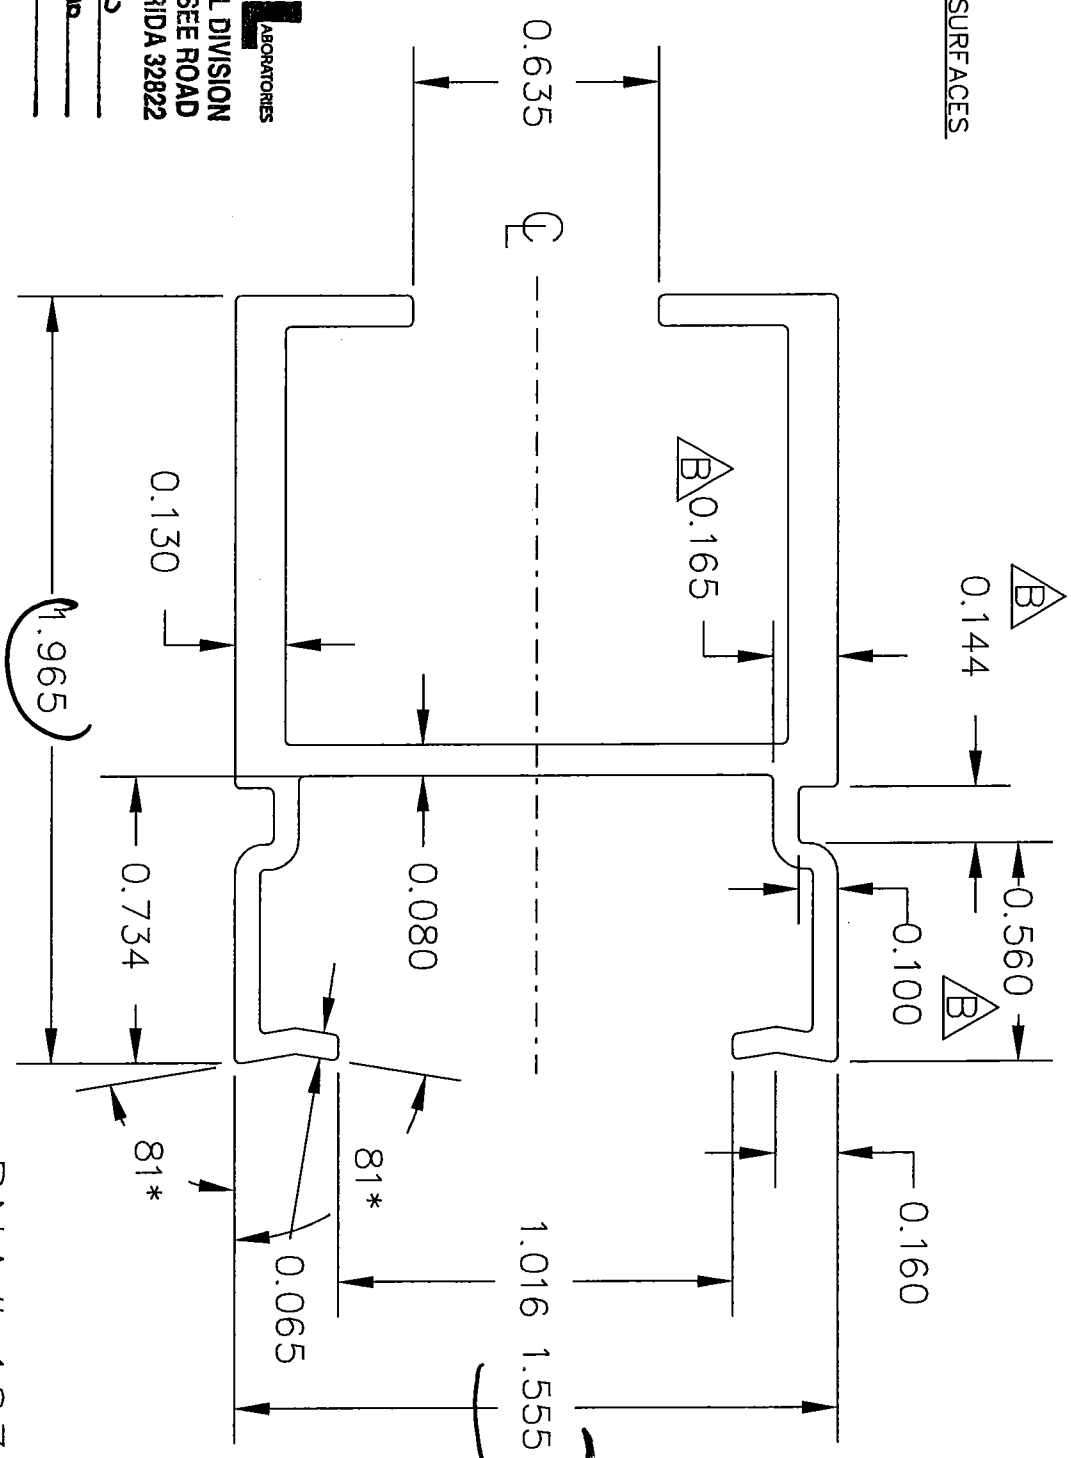 SURFACES
ABORATORIES
L DIVISION
SEE ROAD
RIDA 32822
0.635
℄
0.144
B
0.560
B
0.100
B
0.165
0.160
0.130
0.080
1.965
0.734
1.016
1.555
81*
81*
0.065